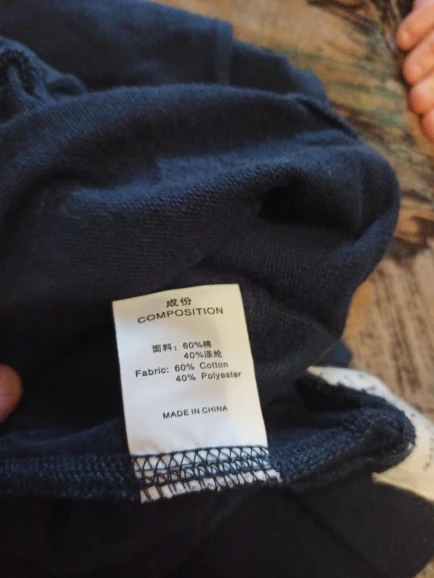 成份
COMPOSITION
面料：60%棉
40%涤纶
Fabric: 60% Cotton
40% Polyester
MADE IN CHINA